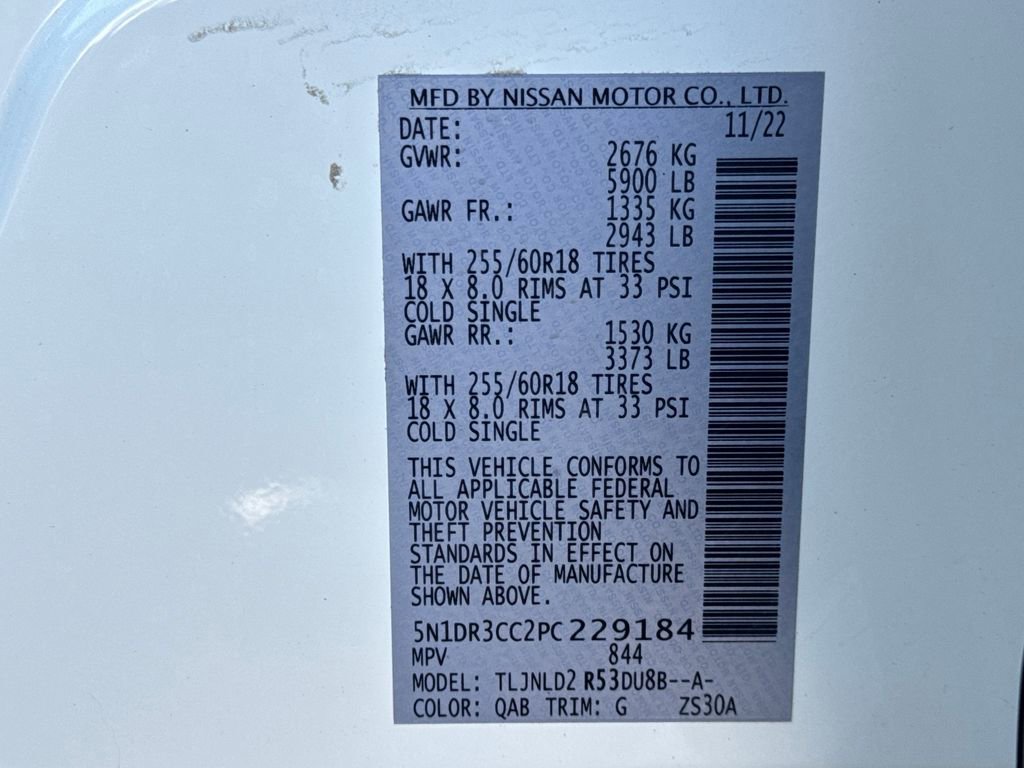 MFD BY NISSAN MOTOR CO., LTD.
DATE: 11/22
GVWR: 2676 KG
5900 LB
GAWR FR.: 1335 KG
2943 LB
WITH 255/60R18 TIRES
18 X 8.0 RIMS AT 33 PSI
COLD SINGLE
GAWR RR.: 1530 KG
3373 LB
WITH 255/60R18 TIRES
18 X 8.0 RIMS AT 33 PSI
COLD SINGLE
THIS VEHICLE CONFORMS TO
ALL APPLICABLE FEDERAL
MOTOR VEHICLE SAFETY AND
THEFT PREVENTION
STANDARDS IN EFFECT ON
THE DATE OF MANUFACTURE
SHOWN ABOVE.
5N1DR3CC2PC229184
MPV 844
MODEL: TLJNLD2 R53DU8B--A-
COLOR: QAB TRIM: G ZS30A